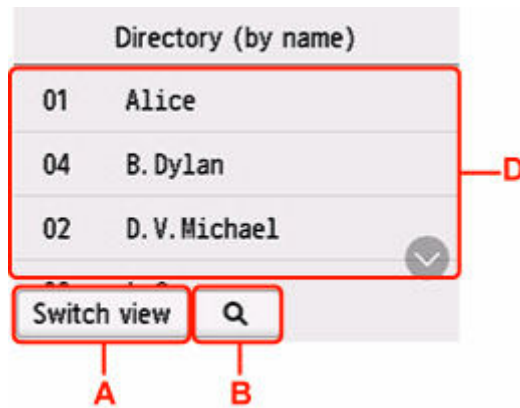 Directory (by name)
01 Alice
04 B.Dylan
02 D.V.Michael
D
Switch view
A
B